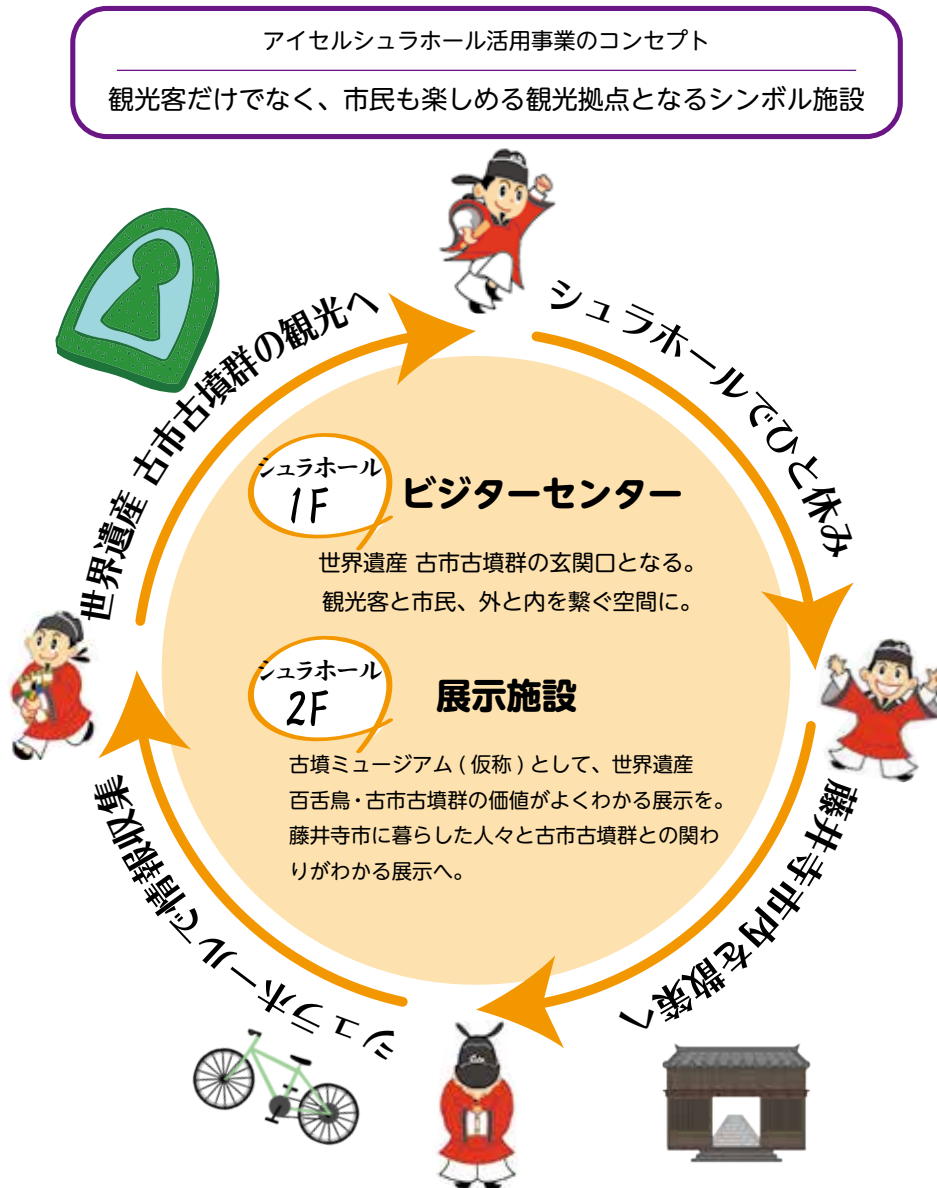 アイセルシュラホール活用事業のコンセプト
観光客だけでなく、市民も楽しめる観光拠点となるシンボル施設
世界遺産 古市古墳群の観光へ
シュラホールでひと休み
シュラホール
1F
ビジターセンター
世界遺産 古市古墳群の玄関口となる。
観光客と市民、外と内を繋ぐ空間に。
シュラホール
2F
展示施設
古墳ミュージアム ( 仮称 ) として、世界遺産
百舌鳥・古市古墳群の価値がよくわかる展示を。
藤井寺市に暮らした人々と古市古墳群との関わ
りがわかる展示へ。
藤井寺市内を散策へ
シュラホールで情報収集